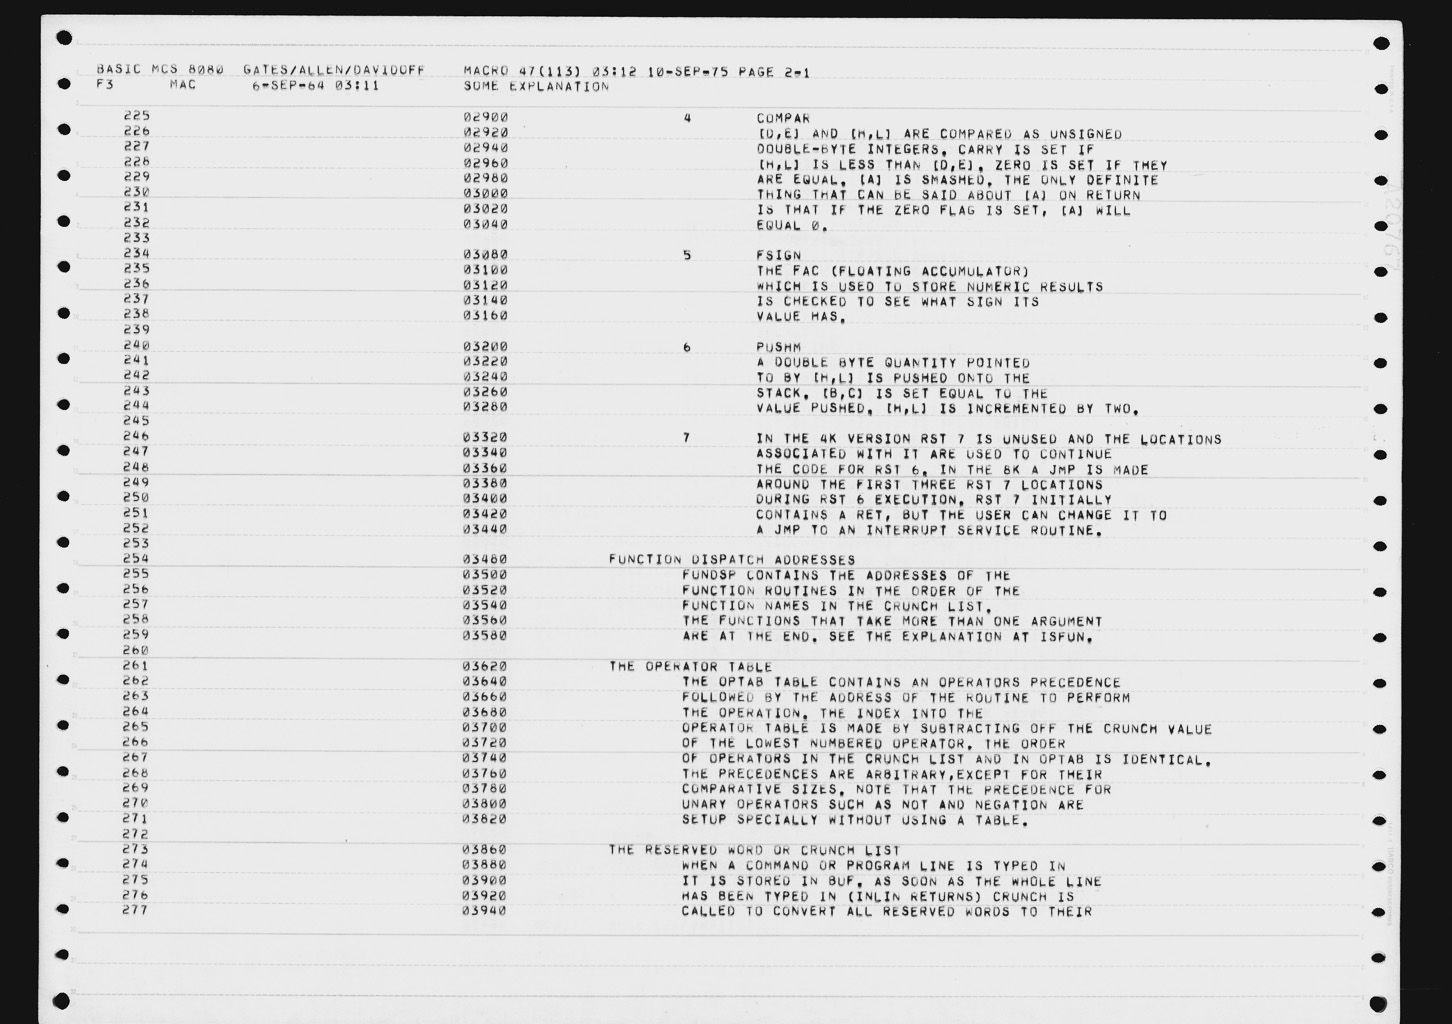 BASIC MCS 8080 GATES/ALLEN/DAVIDOFF MACRO 47(113) 03:12 10-SEP-75 PAGE 2-1
F3 MAC 6-SEP-64 03:11 SOME EXPLANATION
225 02900 4 COMPAR
226 02920 [D,E] AND [H,L] ARE COMPARED AS UNSIGNED
227 02940 DOUBLE-BYTE INTEGERS. CARRY IS SET IF
228 02960 [H,L] IS LESS THAN [D,E]. ZERO IS SET IF THEY
229 02980 ARE EQUAL. [A] IS SMASHED. THE ONLY DEFINITE
230 03000 THING THAT CAN BE SAID ABOUT [A] ON RETURN
231 03020 IS THAT IF THE ZERO FLAG IS SET, [A] WILL
232 03040 EQUAL 0.
233
234 03080 5 FSIGN
235 03100 THE FAC (FLOATING ACCUMULATOR)
236 03120 WHICH IS USED TO STORE NUMERIC RESULTS
237 03140 IS CHECKED TO SEE WHAT SIGN ITS
238 03160 VALUE HAS.
239
240 03200 6 PUSHM
241 03220 A DOUBLE BYTE QUANTITY POINTED
242 03240 TO BY [H,L] IS PUSHED ONTO THE
243 03260 STACK. [B,C] IS SET EQUAL TO THE
244 03280 VALUE PUSHED. [H,L] IS INCREMENTED BY TWO.
245
246 03320 7 IN THE 4K VERSION RST 7 IS UNUSED AND THE LOCATIONS
247 03340 ASSOCIATED WITH IT ARE USED TO CONTINUE
248 03360 THE CODE FOR RST 6. IN THE 8K A JMP IS MADE
249 03380 AROUND THE FIRST THREE RST 7 LOCATIONS
250 03400 DURING RST 6 EXECUTION. RST 7 INITIALLY
251 03420 CONTAINS A RET, BUT THE USER CAN CHANGE IT TO
252 03440 A JMP TO AN INTERRUPT SERVICE ROUTINE.
253
254 03480 FUNCTION DISPATCH ADDRESSES
255 03500 FUNDSP CONTAINS THE ADDRESSES OF THE
256 03520 FUNCTION ROUTINES IN THE ORDER OF THE
257 03540 FUNCTION NAMES IN THE CRUNCH LIST.
258 03560 THE FUNCTIONS THAT TAKE MORE THAN ONE ARGUMENT
259 03580 ARE AT THE END. SEE THE EXPLANATION AT ISFUN.
260
261 03620 THE OPERATOR TABLE
262 03640 THE OPTAB TABLE CONTAINS AN OPERATORS PRECEDENCE
263 03660 FOLLOWED BY THE ADDRESS OF THE ROUTINE TO PERFORM
264 03680 THE OPERATION. THE INDEX INTO THE
265 03700 OPERATOR TABLE IS MADE BY SUBTRACTING OFF THE CRUNCH VALUE
266 03720 OF THE LOWEST NUMBERED OPERATOR. THE ORDER
267 03740 OF OPERATORS IN THE CRUNCH LIST AND IN OPTAB IS IDENTICAL.
268 03760 THE PRECEDENCES ARE ARBITRARY,EXCEPT FOR THEIR
269 03780 COMPARATIVE SIZES. NOTE THAT THE PRECEDENCE FOR
270 03800 UNARY OPERATORS SUCH AS NOT AND NEGATION ARE
271 03820 SETUP SPECIALLY WITHOUT USING A TABLE.
272
273 03860 THE RESERVED WORD OR CRUNCH LIST
274 03880 WHEN A COMMAND OR PROGRAM LINE IS TYPED IN
275 03900 IT IS STORED IN BUF. AS SOON AS THE WHOLE LINE
276 03920 HAS BEEN TYPED IN (INLIN RETURNS) CRUNCH IS
277 03940 CALLED TO CONVERT ALL RESERVED WORDS TO THEIR